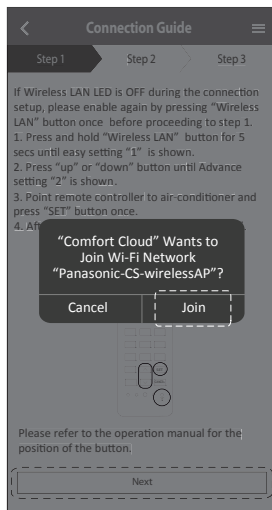 Connection Guide
Step 1 Step 2 Step 3
If Wireless LAN LED is OFF during the connection
setup, please enable again by pressing "Wireless
LAN" button once before proceeding to step 1.
1. Press and hold "Wireless LAN" button for 5
secs until easy setting "1" is shown.
2. Press "up" or "down" button until Advance
setting "2" is shown.
3. Point remote controller to air-conditioner and
press "SET" button once.
4. Af
"Comfort Cloud" Wants to
Join Wi-Fi Network
"Panasonic-CS-wirelessAP"?
Cancel Join
Please refer to the operation manual for the
position of the button.
Next